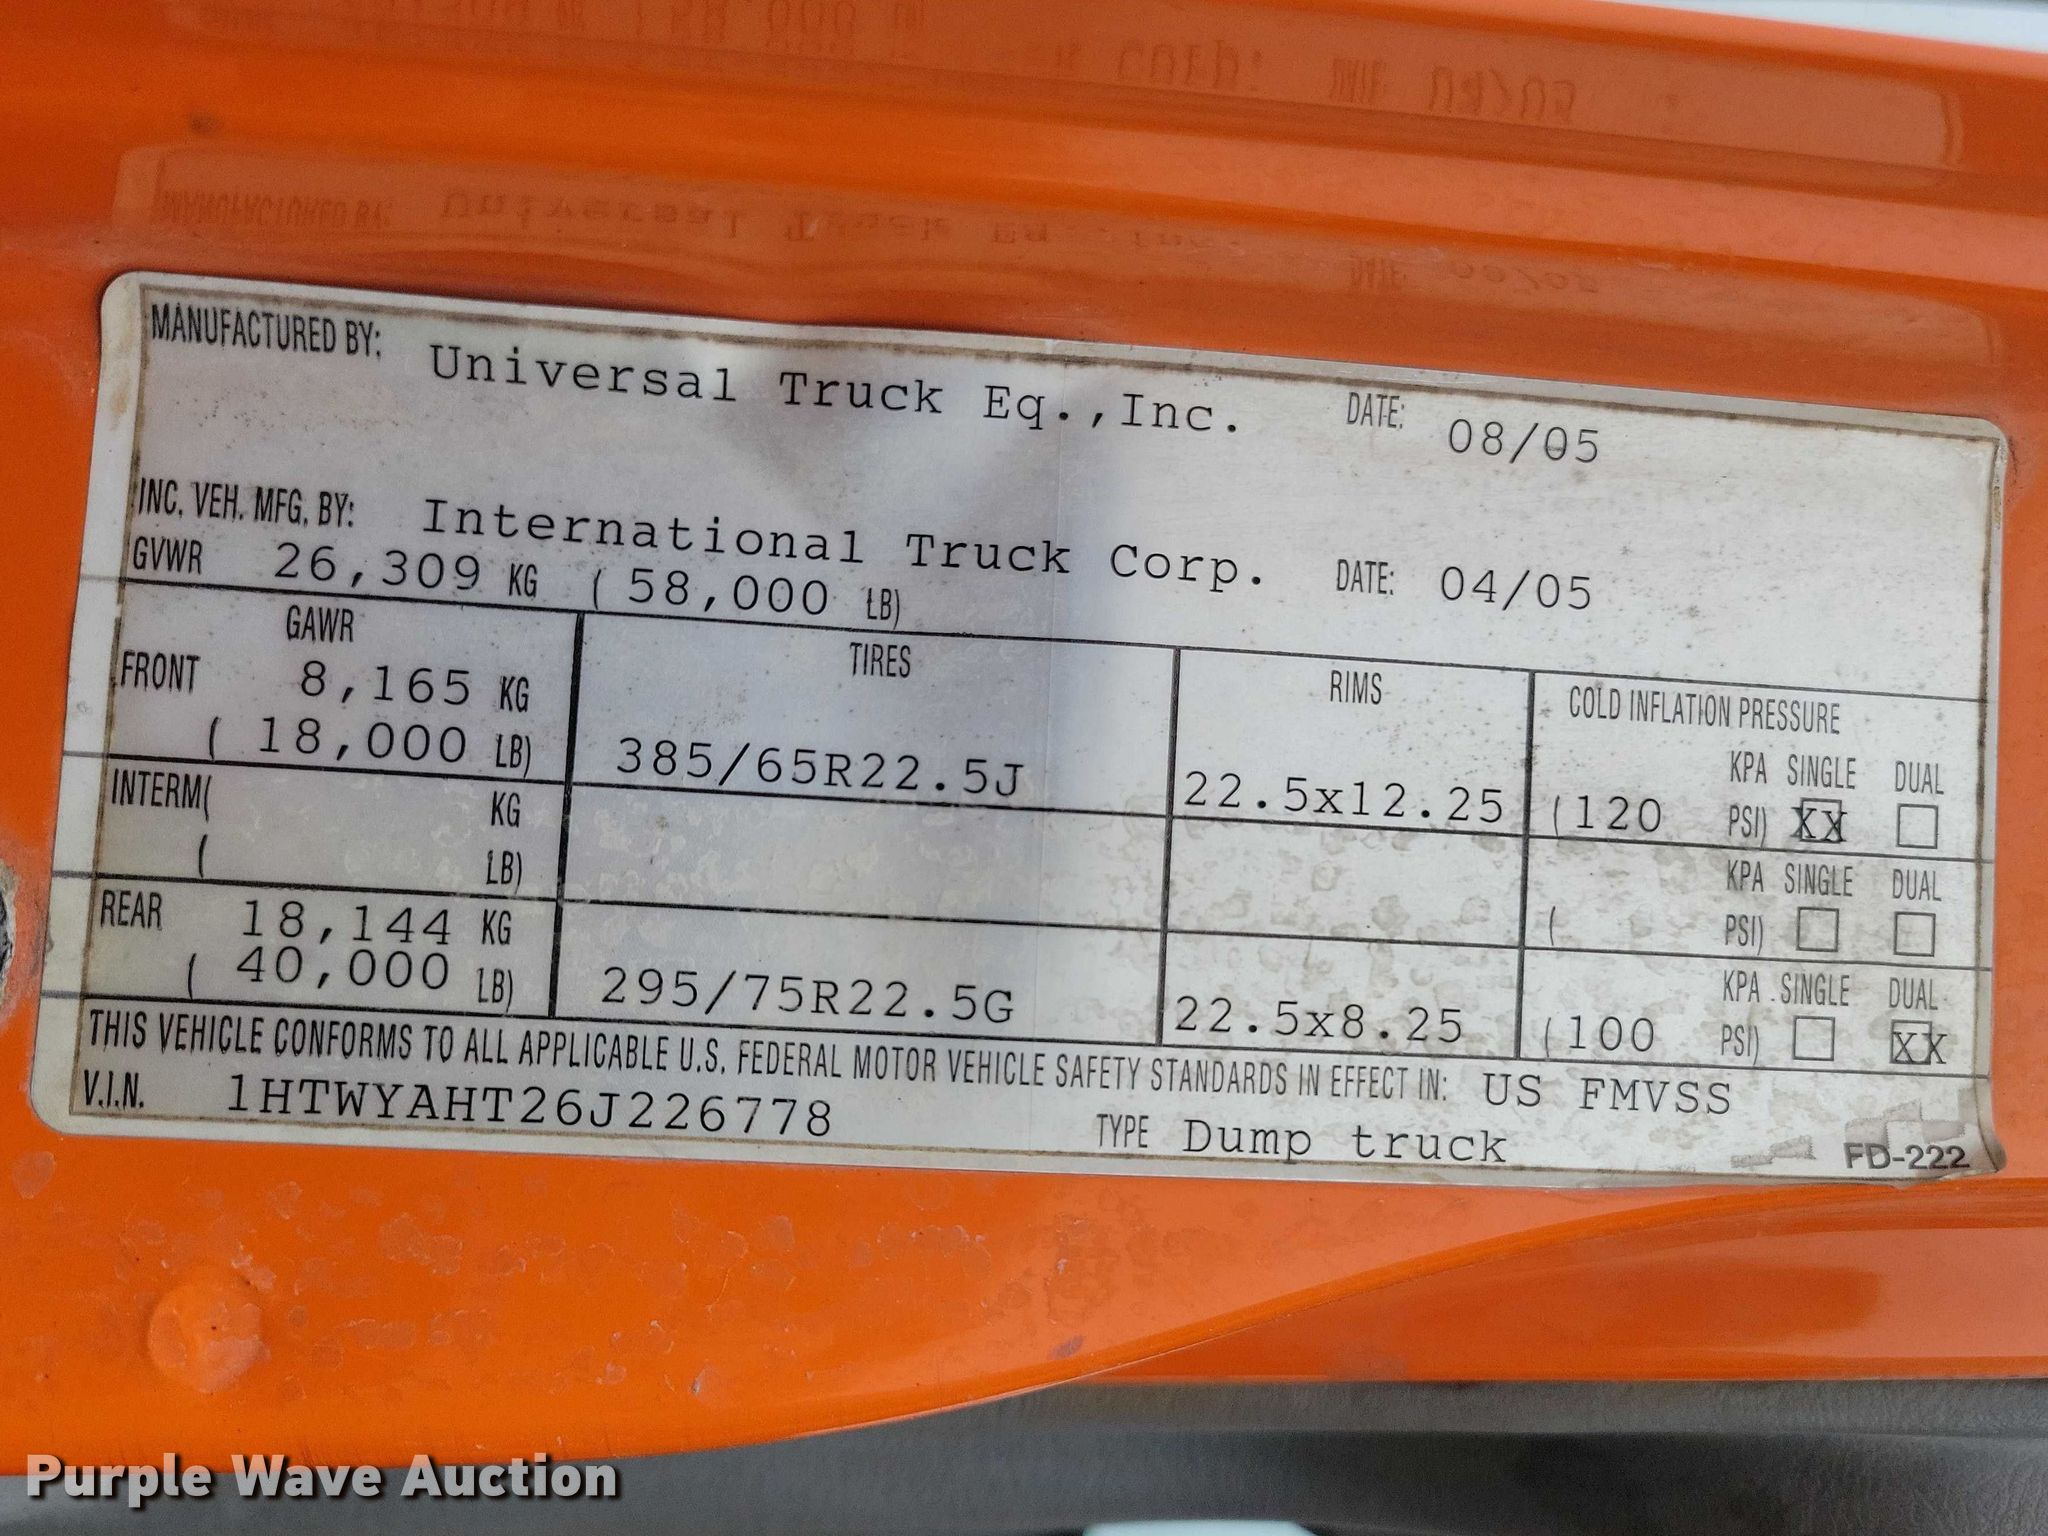 MANUFACTURED BY: Universal Truck Eq.,Inc. DATE: 08/05
INC. VEH. MFG. BY: International Truck Corp. DATE: 04/05
GVWR 26,309 KG (58,000 LB)
GAWR TIRES RIMS COLD INFLATION PRESSURE
FRONT 8,165 KG KPA SINGLE DUAL
(18,000 LB) 385/65R22.5J 22.5x12.25 (120 PSI) XX
INTERM( KG KPA SINGLE DUAL
( LB) ( PSI)
REAR 18,144 KG KPA SINGLE DUAL
(40,000 LB) 295/75R22.5G 22.5x8.25 (100 PSI) XX
THIS VEHICLE CONFORMS TO ALL APPLICABLE U.S. FEDERAL MOTOR VEHICLE SAFETY STANDARDS IN EFFECT IN: US FMVSS
V.I.N. 1HTWYAHT26J226778 TYPE Dump truck FD-222
Purple Wave Auction